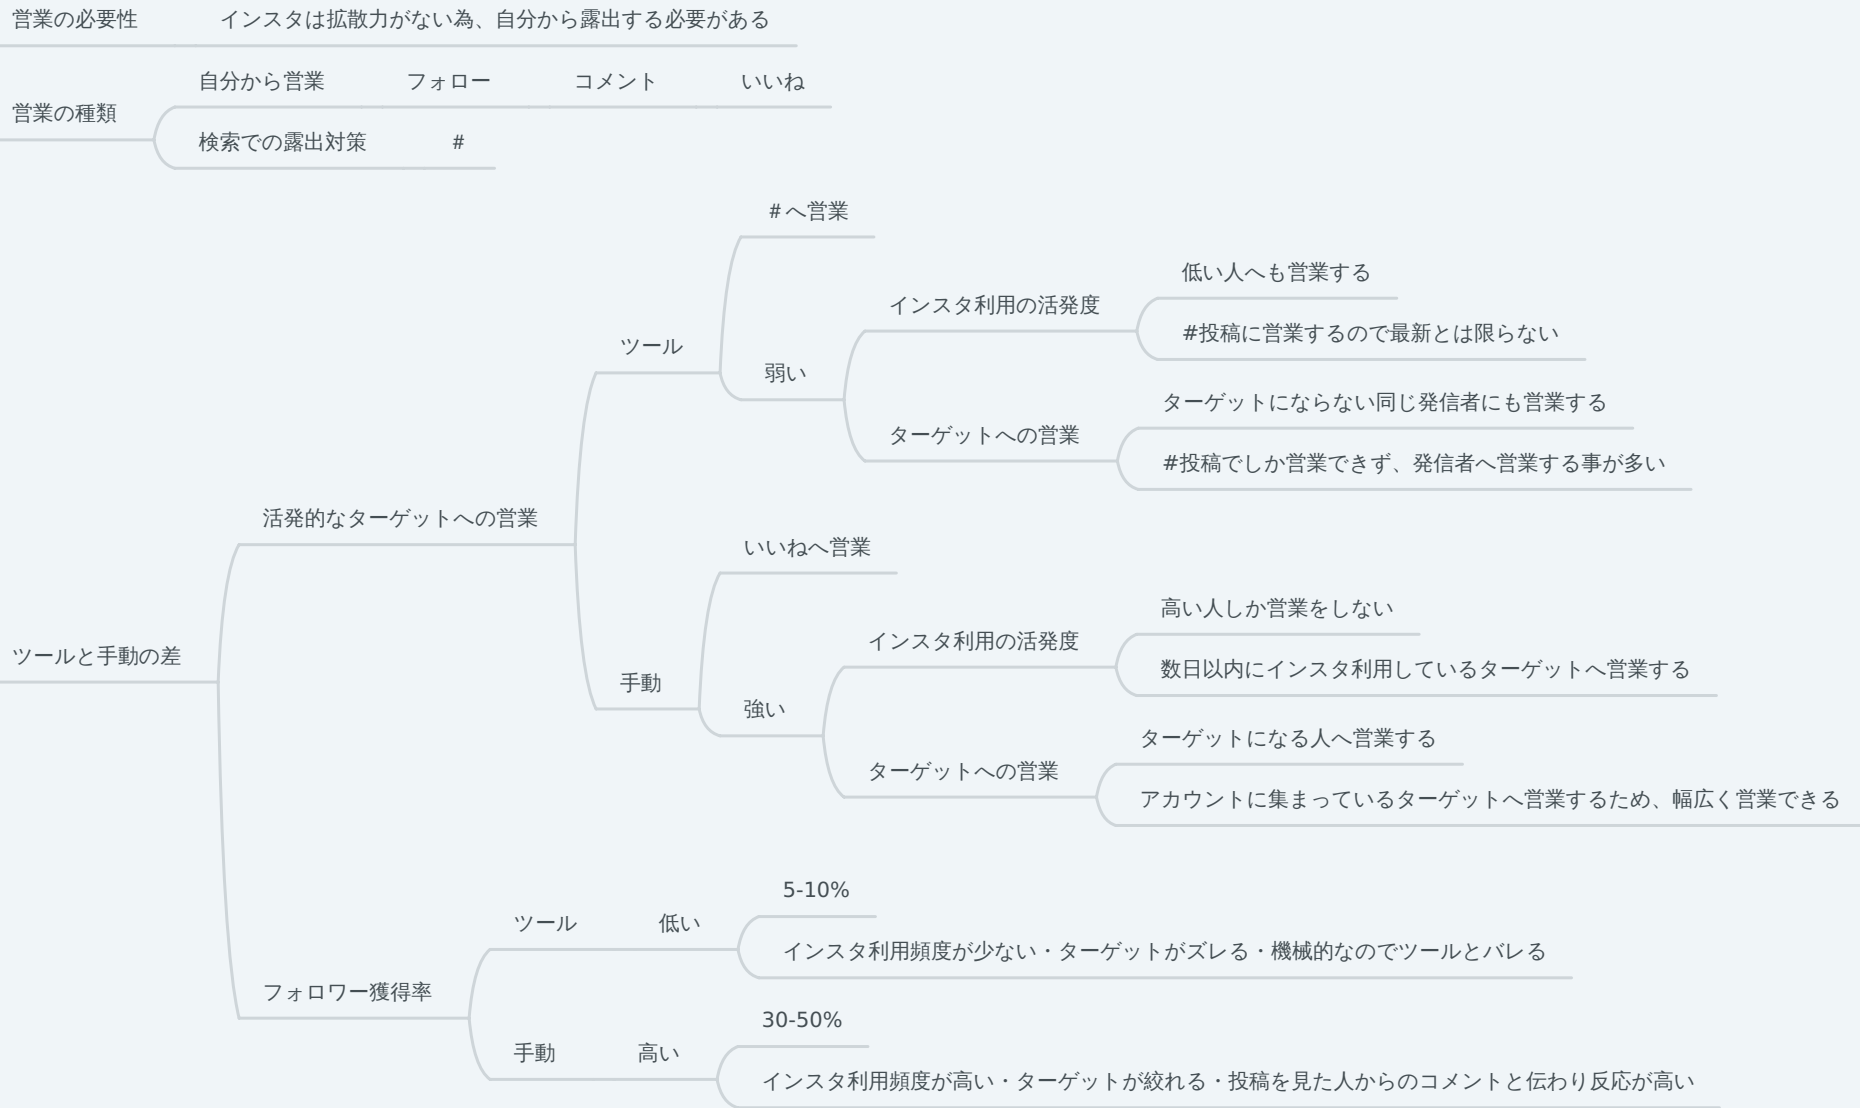 営業の必要性 インスタは拡散力がない為、自分から露出する必要がある
営業の種類
自分から営業 フォロー コメント いいね
検索での露出対策 #
ツールと手動の差
活発的なターゲットへの営業
ツール
#へ営業
弱い
インスタ利用の活発度
低い人へも営業する
#投稿に営業するので最新とは限らない
ターゲットへの営業
ターゲットにならない同じ発信者にも営業する
#投稿でしか営業できず、発信者へ営業する事が多い
手動
いいねへ営業
強い
インスタ利用の活発度
高い人しか営業をしない
数日以内にインスタ利用しているターゲットへ営業する
ターゲットへの営業
ターゲットになる人へ営業する
アカウントに集まっているターゲットへ営業するため、幅広く営業できる
フォロワー獲得率
ツール 低い
5-10%
インスタ利用頻度が少ない・ターゲットがズレる・機械的なのでツールとバレる
手動 高い
30-50%
インスタ利用頻度が高い・ターゲットが絞れる・投稿を見た人からのコメントと伝わり反応が高い